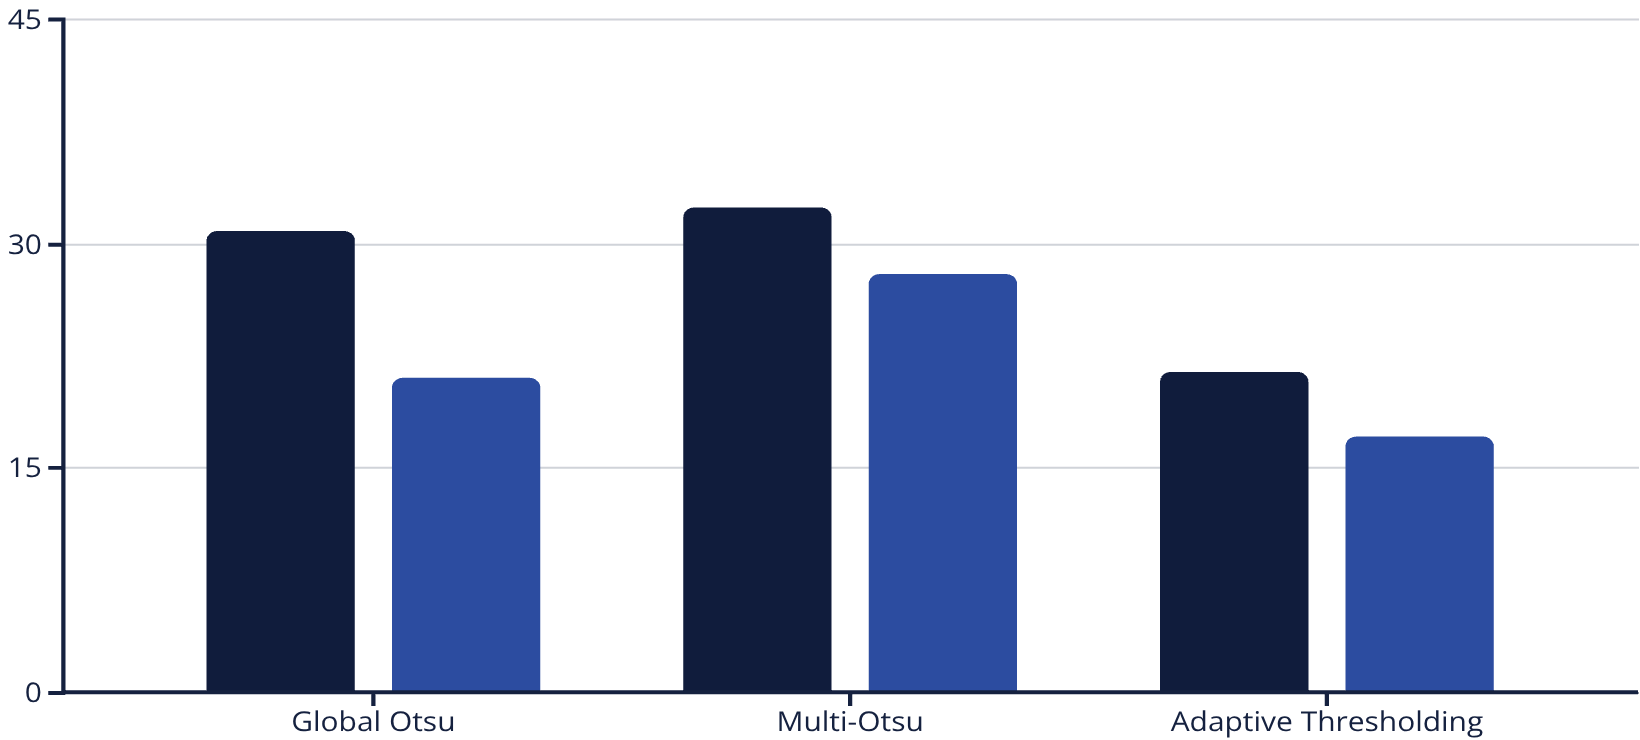 45
30
15
0
Global Otsu
Multi-Otsu
Adaptive Thresholding